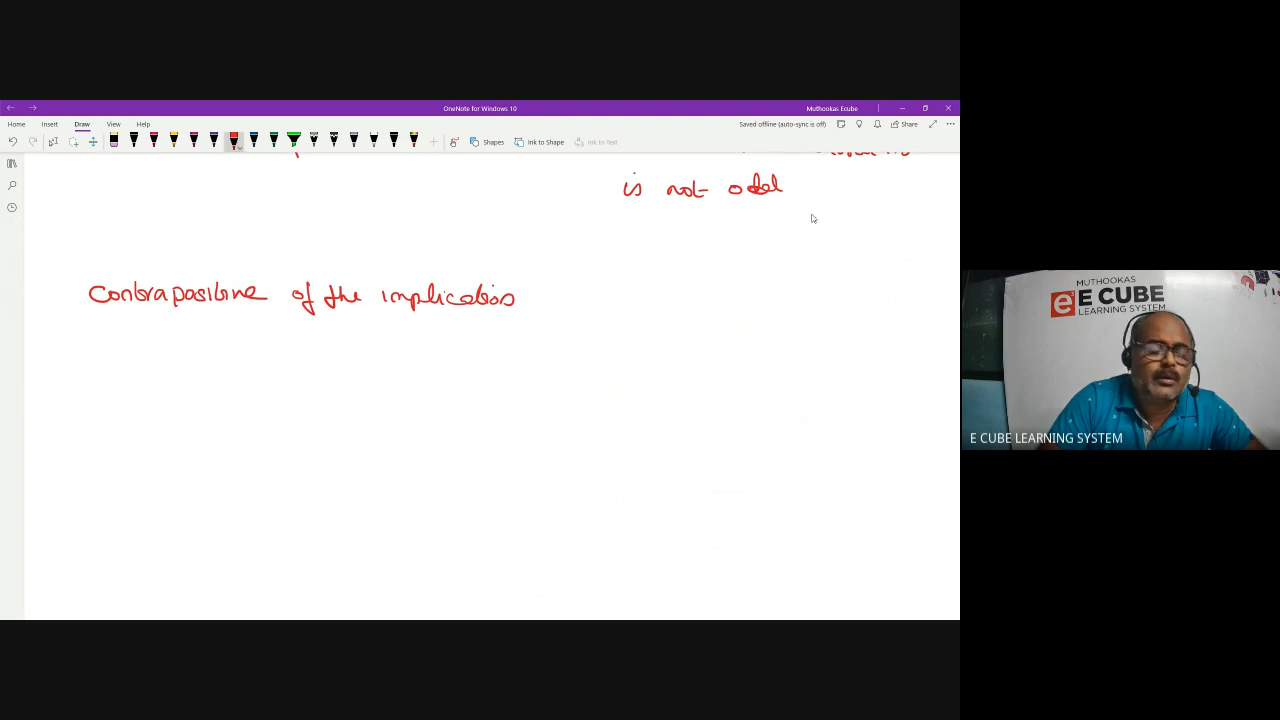 OneNote for Windows 10
Muthookas Ecube
Home Insert Draw View Help
Saved offline (auto-sync is off)
Share
Shapes
Ink to Shape
Ink to Text
is not odd
Contrapositive of the implication
MUTHOOKAS
e E CUBE
LEARNING SYSTEM
E CUBE LEARNING SYSTEM